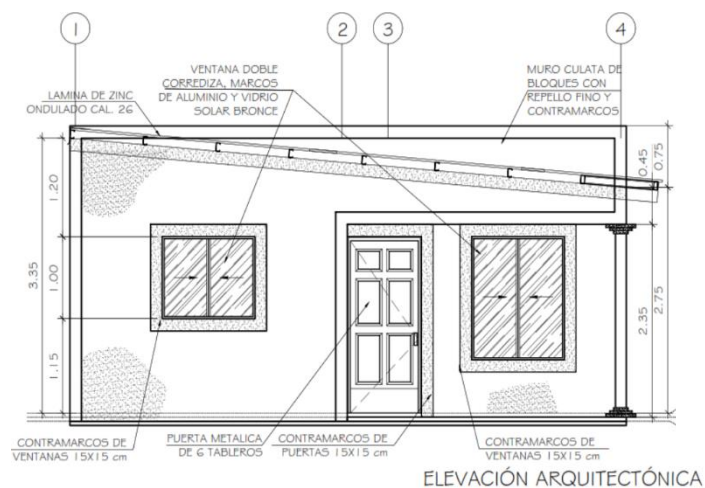 1
2
3
4
VENTANA DOBLE
CORREDIZA, MARCOS
DE ALUMINIO Y VIDRIO
SOLAR BRONCE
LAMINA DE ZINC
ONDULADO CAL. 26
MURO CULATA DE
BLOQUES CON
REPELLO FINO Y
CONTRAMARCOS
0.45
0.75
1.20
1.00
3.35
1.15
2.35
2.75
CONTRAMARCOS DE
VENTANAS 15X15 cm
PUERTA METALICA
DE 6 TABLEROS
CONTRAMARCOS DE
PUERTAS 15X15 cm
CONTRAMARCOS DE
VENTANAS 15X15 cm
ELEVACIÓN ARQUITECTÓNICA